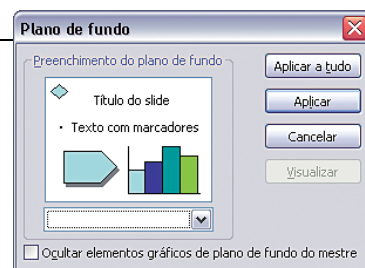 Plano de fundo
Preenchimento do plano de fundo
Título do slide
• Texto com marcadores
Aplicar a tudo
Aplicar
Cancelar
Visualizar
Ocultar elementos gráficos de plano de fundo do mestre